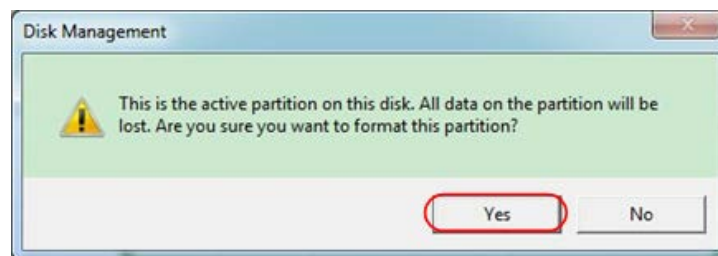 Disk Management
This is the active partition on this disk. All data on the partition will be
lost. Are you sure you want to format this partition?
Yes
No